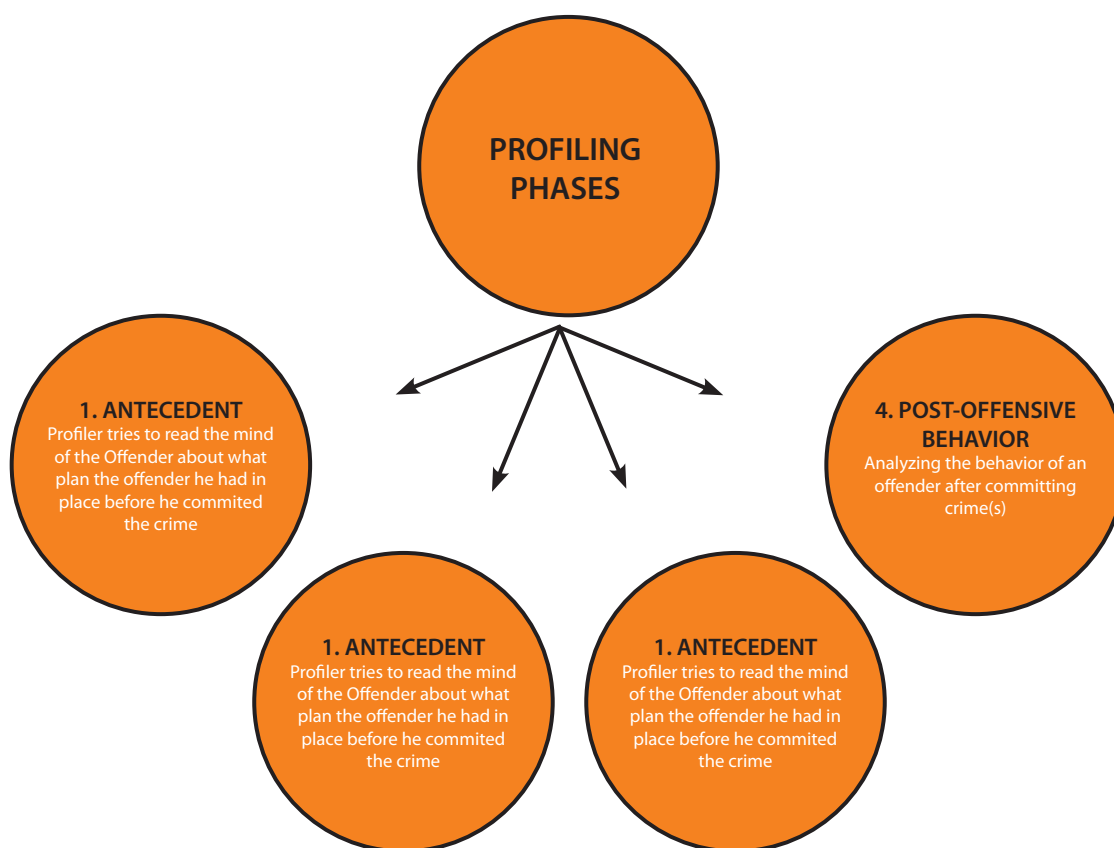 PROFILING
PHASES
1. ANTECEDENT
Profiler tries to read the mind
of the Offender about what
plan the offender he had in
place before he commited
the crime
1. ANTECEDENT
Profiler tries to read the mind
of the Offender about what
plan the offender he had in
place before he commited
the crime
1. ANTECEDENT
Profiler tries to read the mind
of the Offender about what
plan the offender he had in
place before he commited
the crime
4. POST-OFFENSIVE
BEHAVIOR
Analyzing the behavior of an
offender after committing
crime(s)